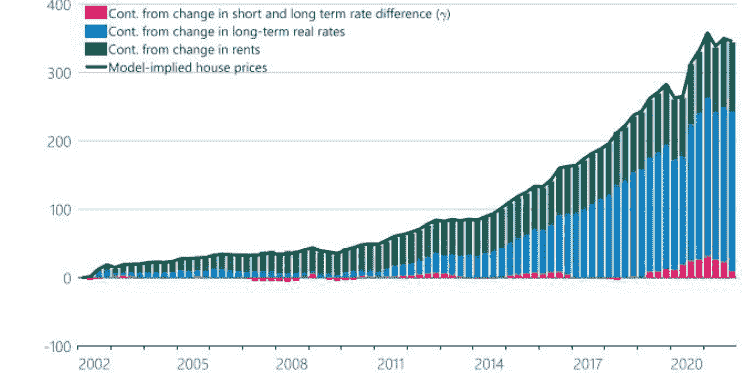 400
Cont. from change in short and long term rate difference (γ)
Cont. from change in long-term real rates
Cont. from change in rents
Model-implied house prices
300
200
100
0
-100
2002 2005 2008 2011 2014 2017 2020